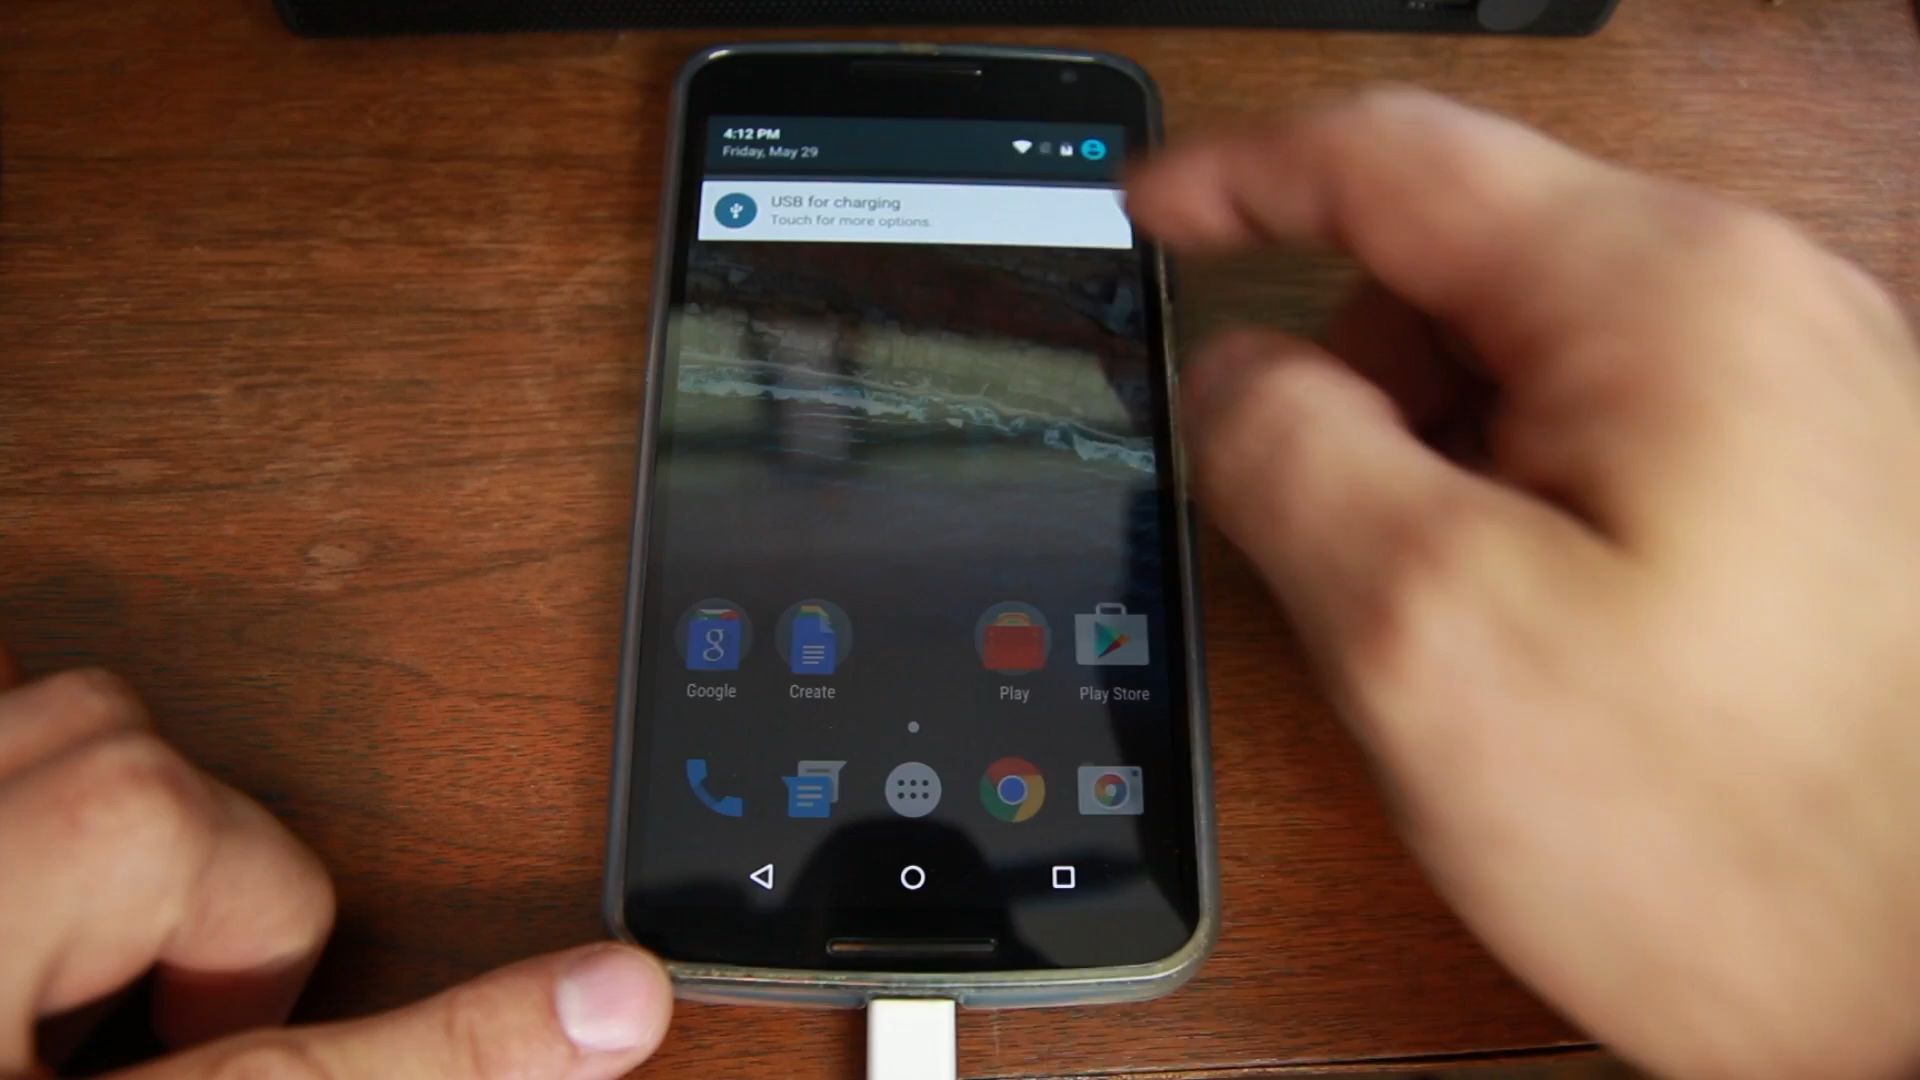 4:12 PM
Friday, May 29
USB for charging
Touch for more options.
g
Google
Create
Play
Play Store